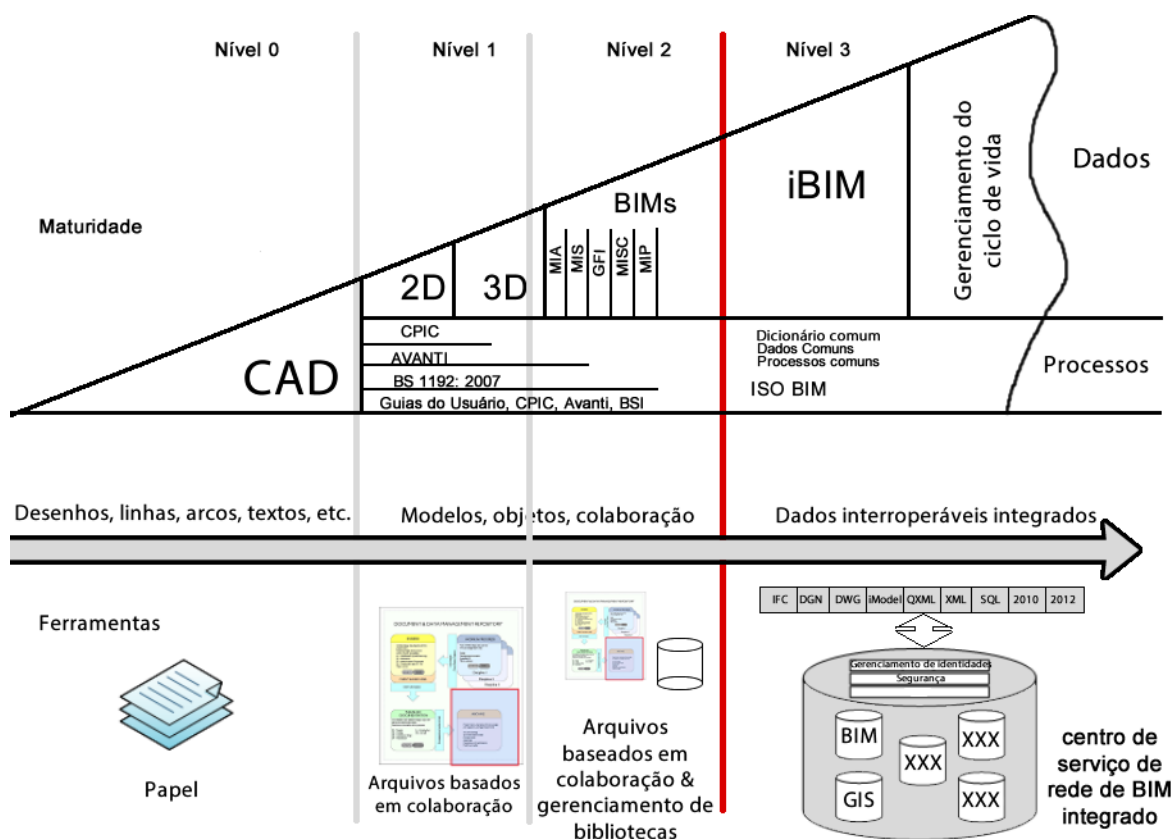 Nível 0
Nível 1
Nível 2
Nível 3
Maturidade
CAD
2D
3D
BIMs
MIA
MIS
GFI
MISC
MIP
iBIM
Gerenciamento do
ciclo de vida
Dados
CPIC
AVANTI
BS 1192: 2007
Guias do Usuário, CPIC, Avanti, BSI
Dicionário comum
Dados Comuns
Processos comuns
ISO BIM
Processos
Desenhos, linhas, arcos, textos, etc.
Modelos, objetos, colaboração
Dados interroperáveis integrados
Ferramentas
Papel
DOCUMENT & DATA MANAGEMENT REPOSITORY
Arquivos basados
em colaboração
Arquivos
baseados em
colaboração &
gerenciamento de
bibliotecas
IFC
DGN
DWG
iModel
QXML
XML
SQL
2010
2012
Gerenciamento de identidades
Segurança
BIM
XXX
XXX
GIS
XXX
centro de
serviço de
rede de BIM
integrado